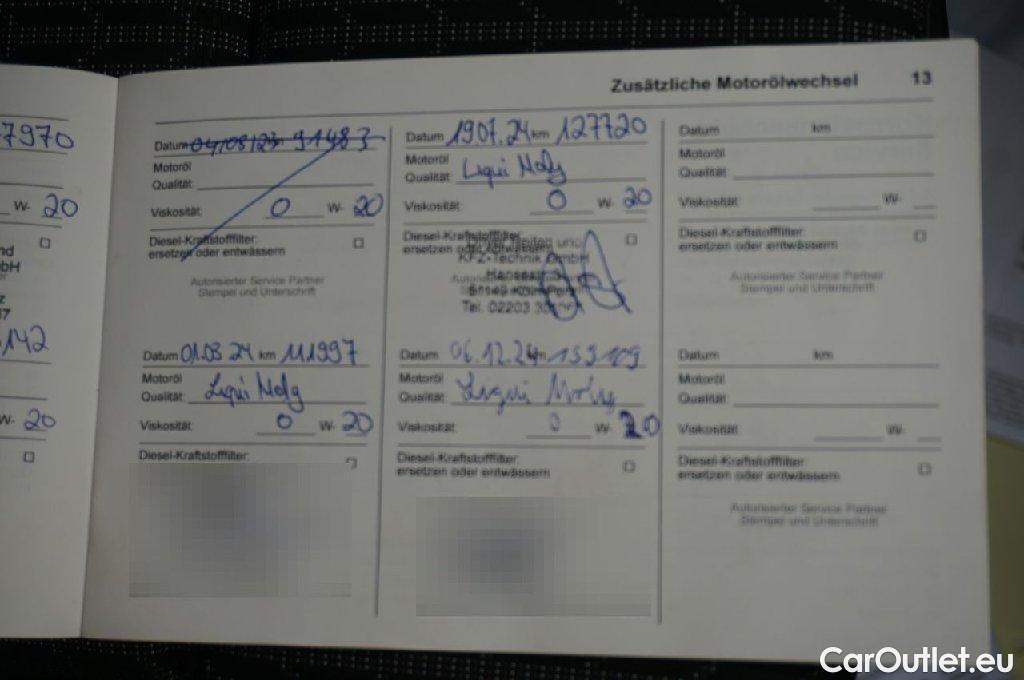 Zusätzliche Motorölwechsel 13
7970
W- 20
nd
bH
z
7
142
W- 20
Datum 04/08/23 91483
Motoröl
Qualität:
Viskosität: 0 W- 20
Diesel-Kraftstofffilter:
ersetzen oder entwässern
Autorisierter Service Partner
Stempel und Unterschrift
Datum 01.03 24 km 111997
Motoröl
Qualität: Liqui Moly
Viskosität: 0 W- 20
Diesel-Kraftstofffilter:
Datum 19.07.24 km 127720
Motoröl
Qualität: Liqui Moly
Viskosität: 0 W- 20
Diesel-Kraftstofffilter:
ersetzen oder entwässern
KFZ-Technik GmbH
Tel. 02203
Datum 06.12.24 km 139109
Motoröl
Qualität: Liqui Moly
Viskosität: 0 W- 20
Diesel-Kraftstofffilter:
ersetzen oder entwässern
Datum km
Motoröl
Qualität:
Viskosität: W-
Diesel-Kraftstofffilter:
ersetzen oder entwässern
Autorisierter Service Partner
Stempel und Unterschrift
Datum km
Motoröl
Qualität:
Viskosität: W-
Diesel-Kraftstofffilter:
ersetzen oder entwässern
Autorisierter Service Partner
Stempel und Unterschrift
CarOutlet.eu